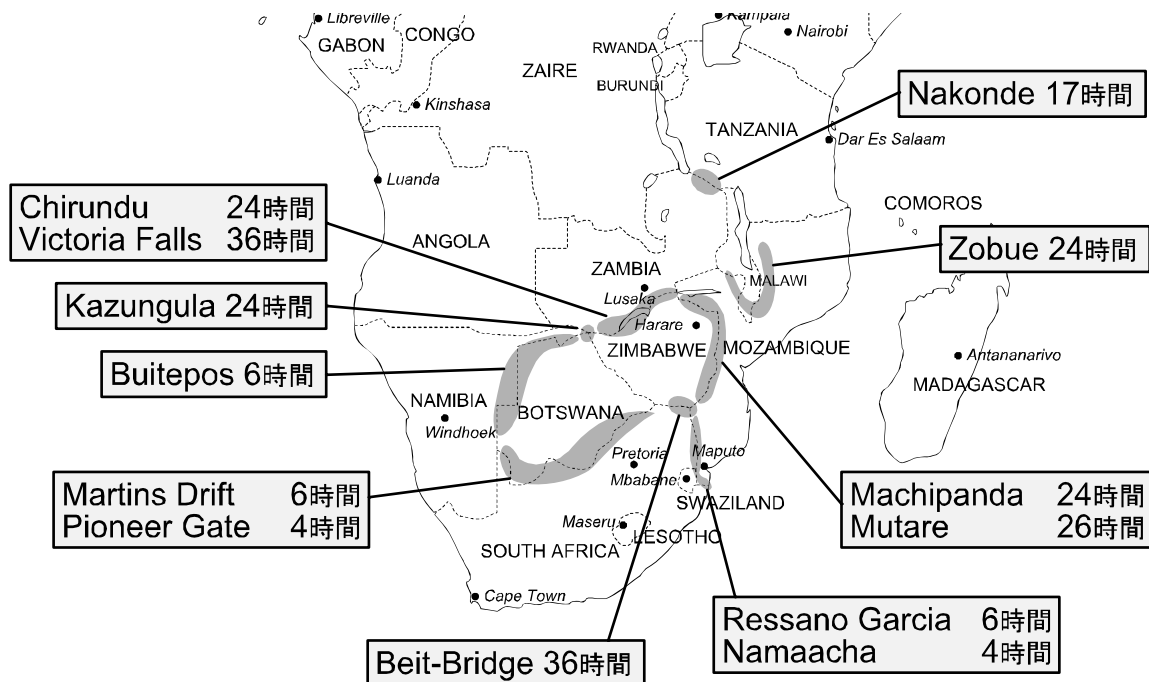 Libreville
GABON
CONGO
ZAIRE
Kinshasa
Luanda
ANGOLA
RWANDA
BURUNDI
Kampala
Nairobi
TANZANIA
Dar Es Salaam
Nakonde 17時間
COMOROS
Chirundu 24時間
Victoria Falls 36時間
Zobue 24時間
ZAMBIA
Lusaka
MALAWI
Kazungula 24時間
Harare
ZIMBABWE
MOZAMBIQUE
Antananarivo
MADAGASCAR
Buitepos 6時間
NAMIBIA
Windhoek
BOTSWANA
Pretoria
Mbabane
Maputo
SWAZILAND
Martins Drift 6時間
Pioneer Gate 4時間
Machipanda 24時間
Mutare 26時間
Maseru
LESOTHO
SOUTH AFRICA
Cape Town
Ressano Garcia 6時間
Namaacha 4時間
Beit-Bridge 36時間